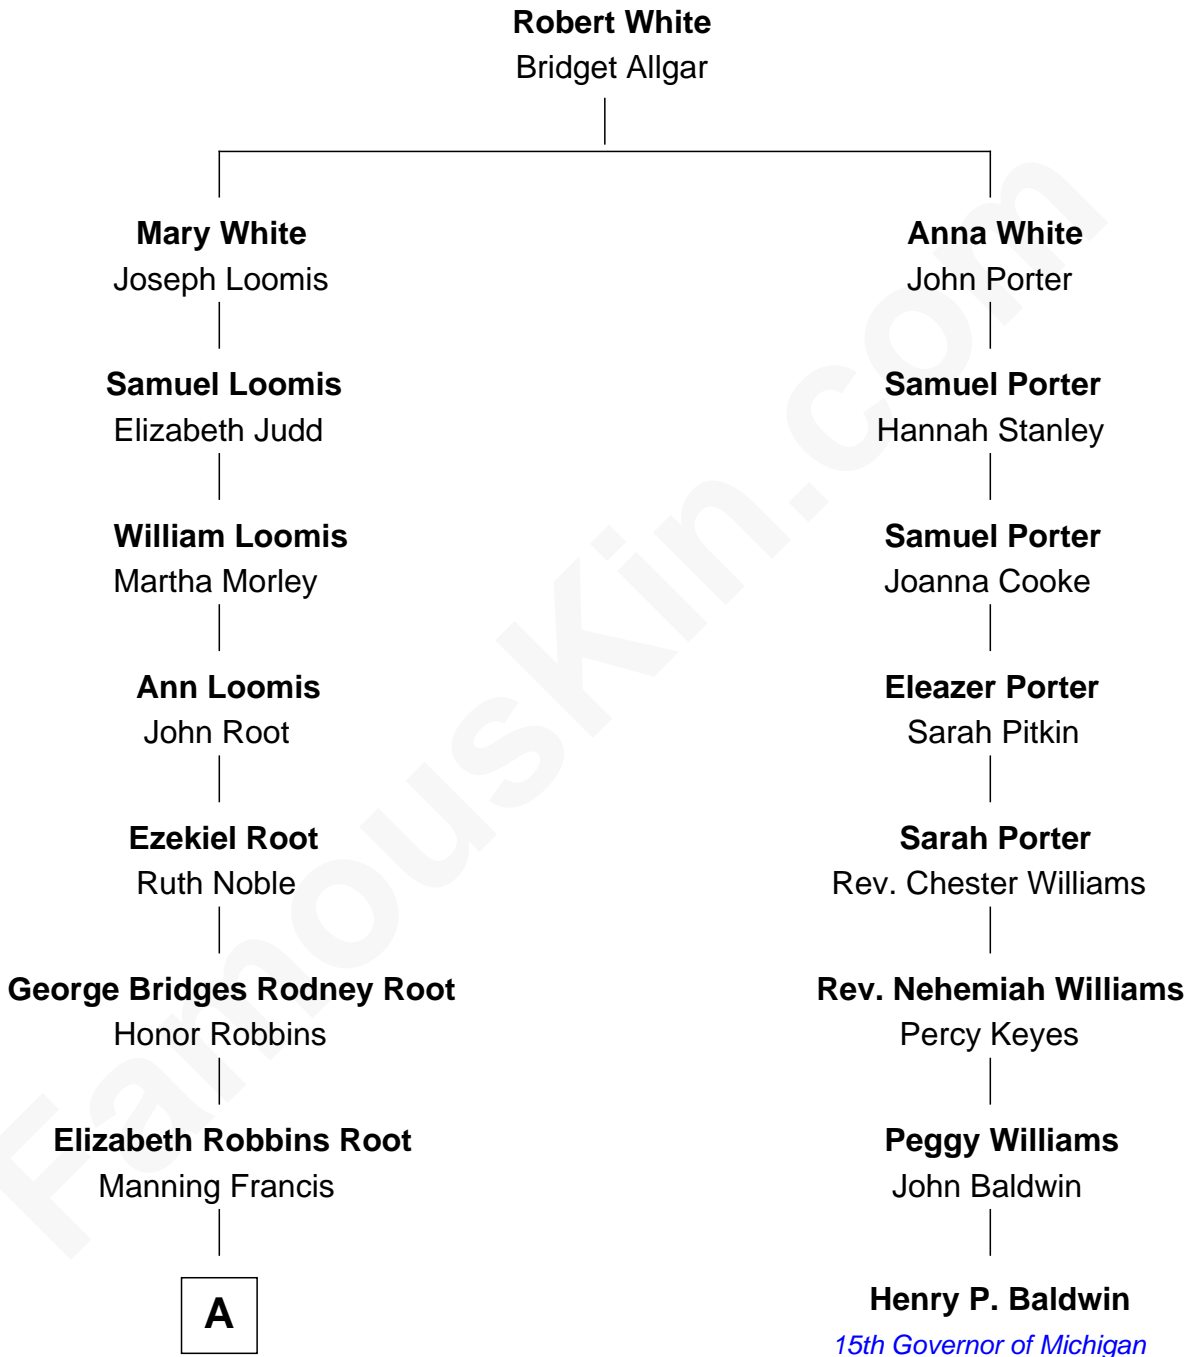 Robert White
Bridget Allgar
Mary White
Joseph Loomis
Anna White
John Porter
Samuel Loomis
Elizabeth Judd
Samuel Porter
Hannah Stanley
William Loomis
Martha Morley
Samuel Porter
Joanna Cooke
Ann Loomis
John Root
Eleazer Porter
Sarah Pitkin
Ezekiel Root
Ruth Noble
Sarah Porter
Rev. Chester Williams
George Bridges Rodney Root
Honor Robbins
Rev. Nehemiah Williams
Percy Keyes
Elizabeth Robbins Root
Manning Francis
Peggy Williams
John Baldwin
A
Henry P. Baldwin
15th Governor of Michigan
FamousKin.com